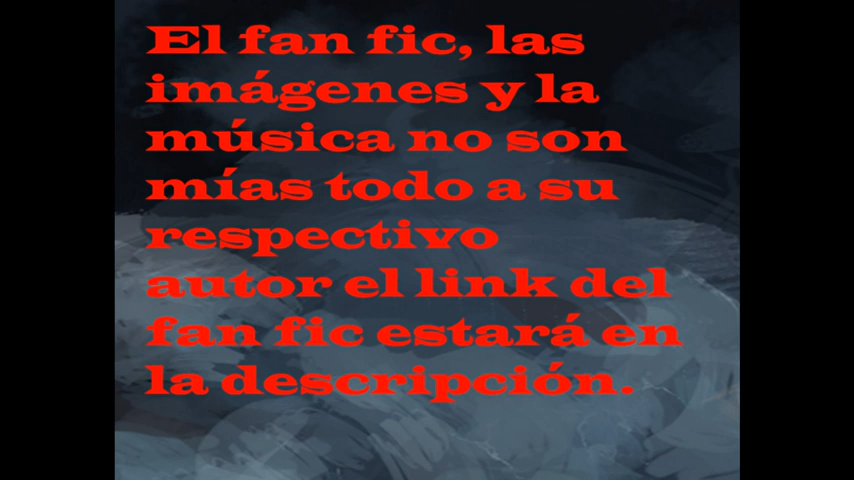 El fan fic, las
imágenes y la
música no son
mías todo a su
respectivo
autor el link del
fan fic estará en
la descripción.